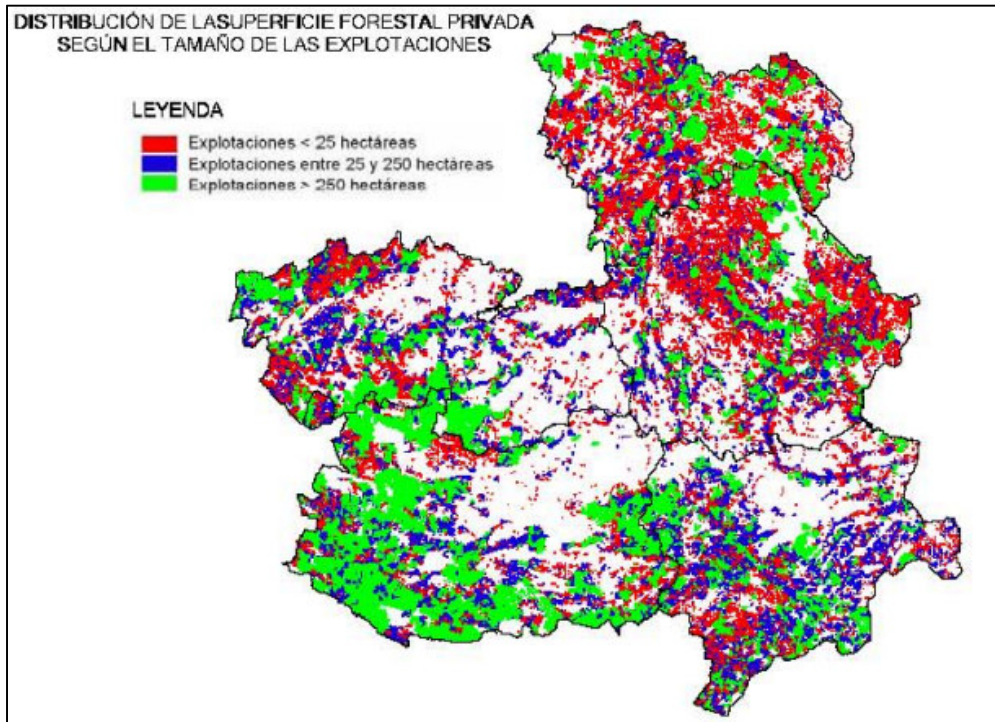 DISTRIBUCIÓN DE LASUPERFICIE FORESTAL PRIVADA
SEGÚN EL TAMAÑO DE LAS EXPLOTACIONES
LEYENDA
Explotaciones < 25 hectáreas
Explotaciones entre 25 y 250 hectáreas
Explotaciones > 250 hectáreas